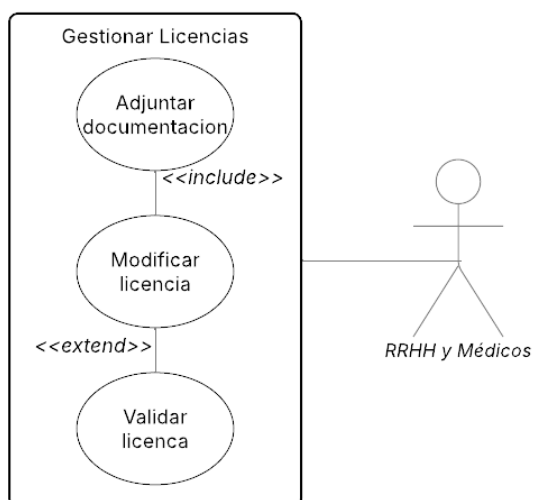 Gestionar Licencias
Adjuntar
documentacion
<<include>>
Modificar
licencia
<<extend>>
RRHH y Médicos
Validar
licenca